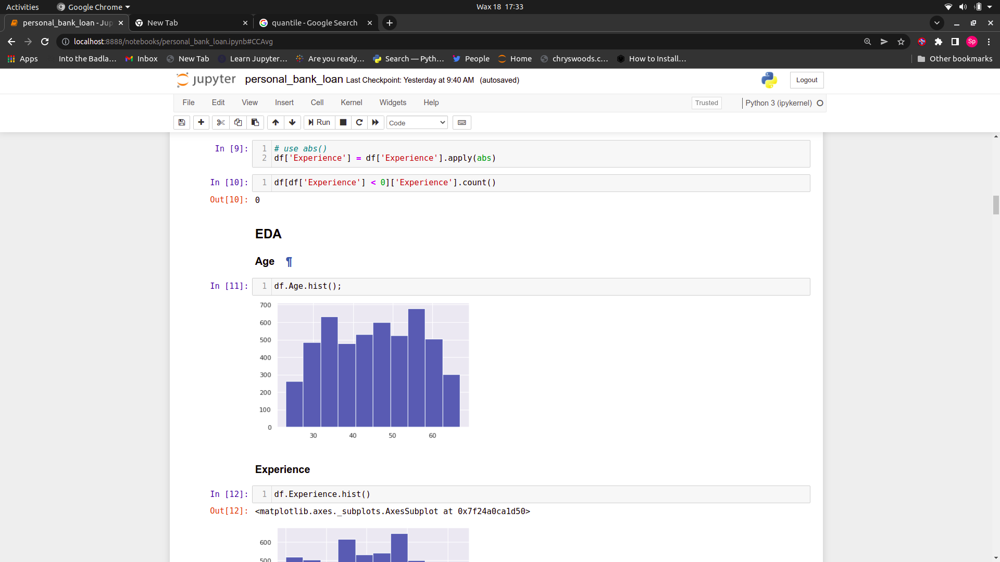 Activities
Google Chrome
Wax 18 17:33
personal_bank_loan - Jup
New Tab
quantile - Google Search
localhost:8888/notebooks/personal_bank_loan.ipynb#CCAvg
Sp
Apps
Into the Badla…
Inbox
New Tab
Learn Jupyter…
Are you ready…
Search — Pyth…
People
Home
chryswoods.c…
How to Install…
Other bookmarks
jupyter
personal_bank_loan Last Checkpoint: Yesterday at 9:40 AM (autosaved)
Logout
File Edit View Insert Cell Kernel Widgets Help
Trusted
Python 3 (ipykernel)
Run
Code
In [9]:
1 # use abs()
2 df['Experience'] = df['Experience'].apply(abs)
In [10]:
1 df[df['Experience'] < 0]['Experience'].count()
Out[10]: 0
EDA
Age ¶
In [11]:
1 df.Age.hist();
700
600
500
400
300
200
100
0
30 40 50 60
Experience
In [12]:
1 df.Experience.hist()
Out[12]: <matplotlib.axes._subplots.AxesSubplot at 0x7f24a0ca1d50>
600
500